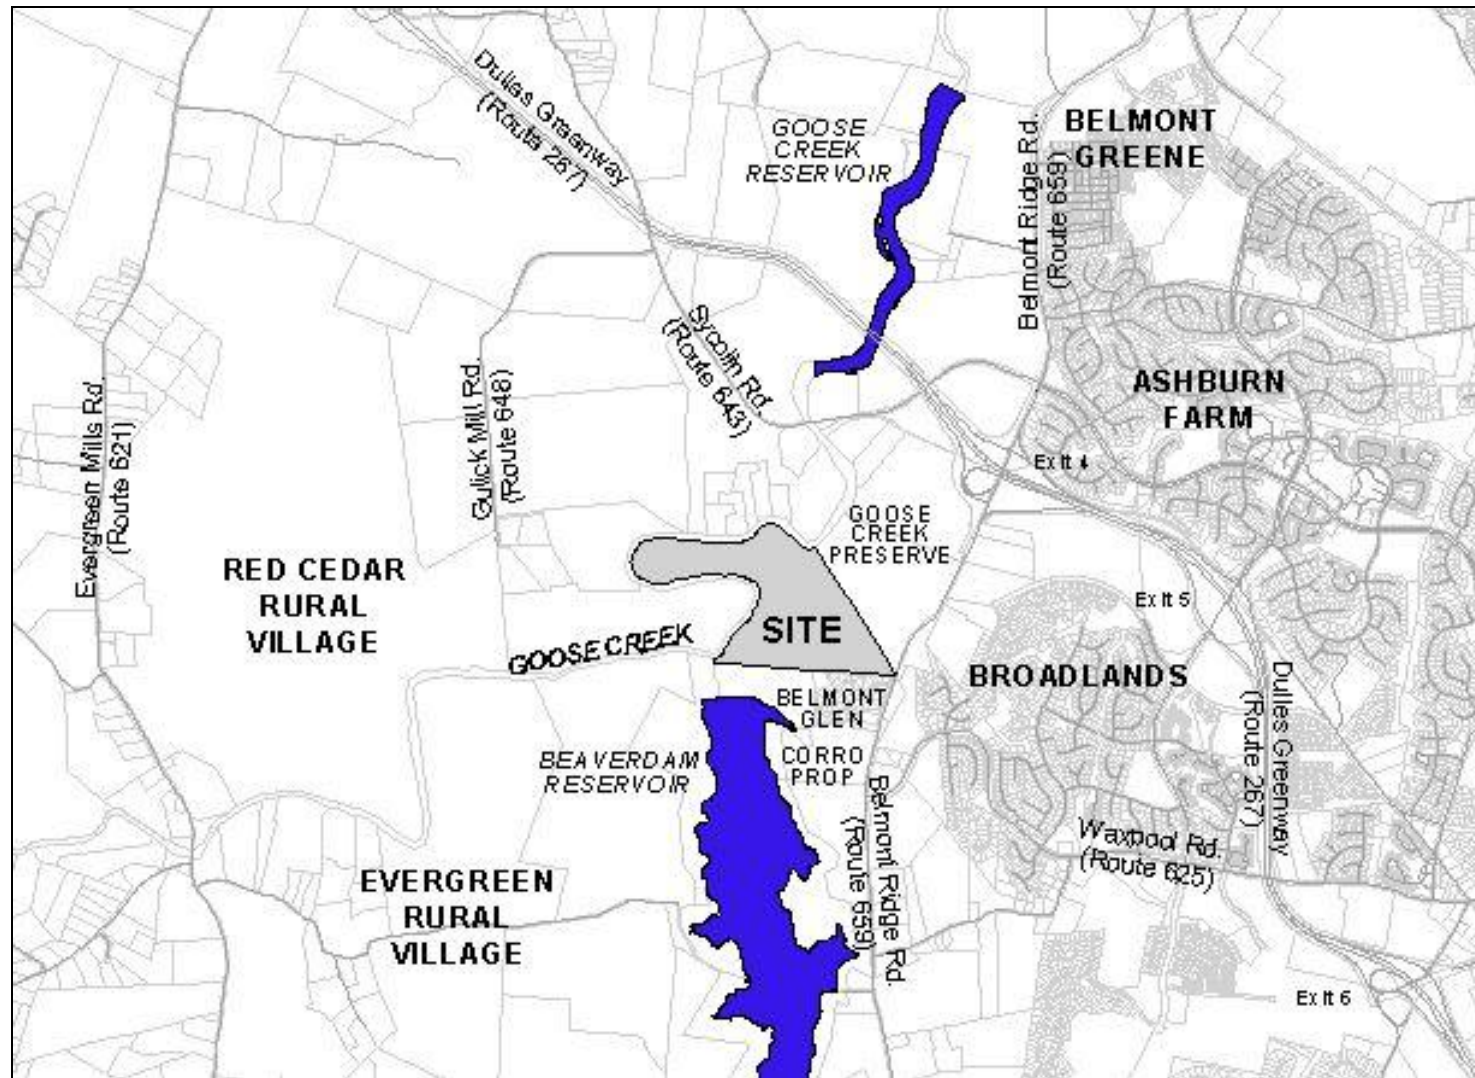 Dulles Greenway
(Route 267)
GOOSE
CREEK
RESERVOIR
Belmont Ridge Rd.
(Route 659)
BELMONT
GREENE
Sycolin Rd.
(Route 643)
Gulick Mill Rd.
(Route 648)
Evergreen Mills Rd.
(Route 621)
ASHBURN
FARM
Exit 4
GOOSE
CREEK
PRESERVE
RED CEDAR
RURAL
VILLAGE
SITE
GOOSE CREEK
Exit 5
BROADLANDS
Dulles Greenway
(Route 267)
BELMONT
GLEN
BEAVERDAM
RESERVOIR
CORRO
PROP
Belmont Ridge Rd.
(Route 659)
Waxpool Rd.
(Route 625)
EVERGREEN
RURAL
VILLAGE
Exit 6